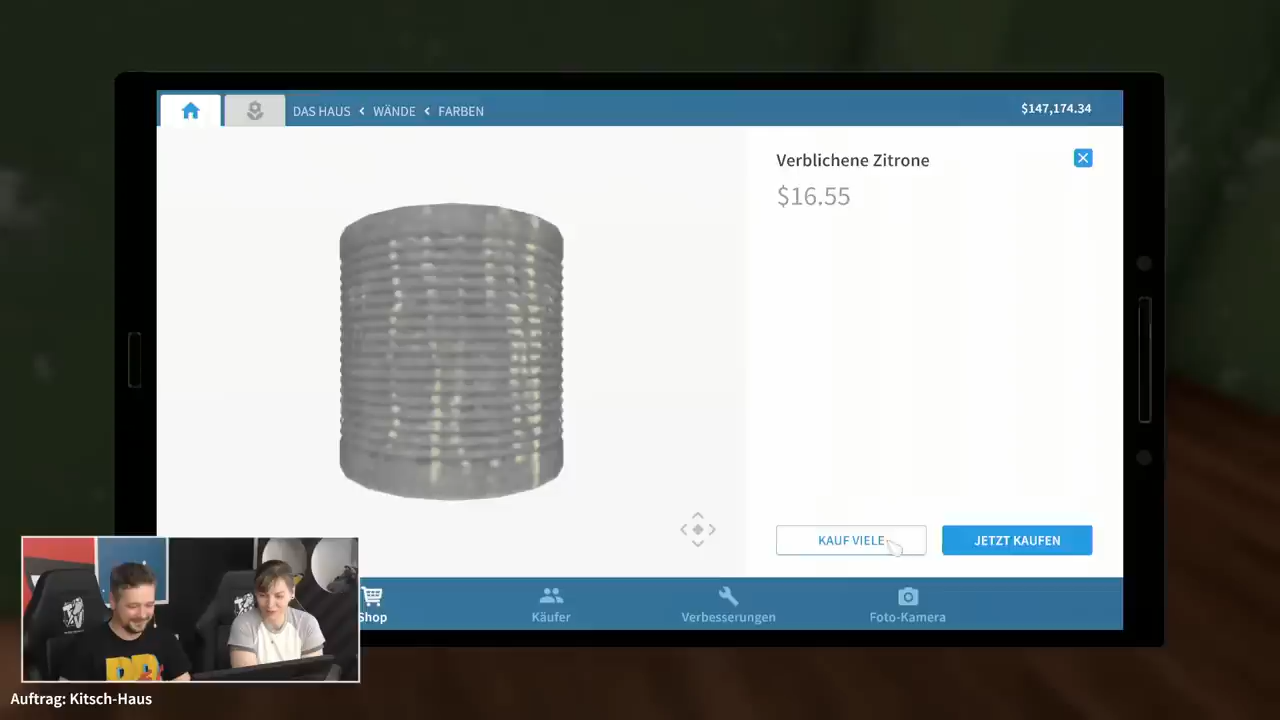 DAS HAUS < WÄNDE < FARBEN
$147,174.34
Verblichene Zitrone
$16.55
KAUF VIELE
JETZT KAUFEN
Shop
Käufer
Verbesserungen
Foto-Kamera
Auftrag: Kitsch-Haus